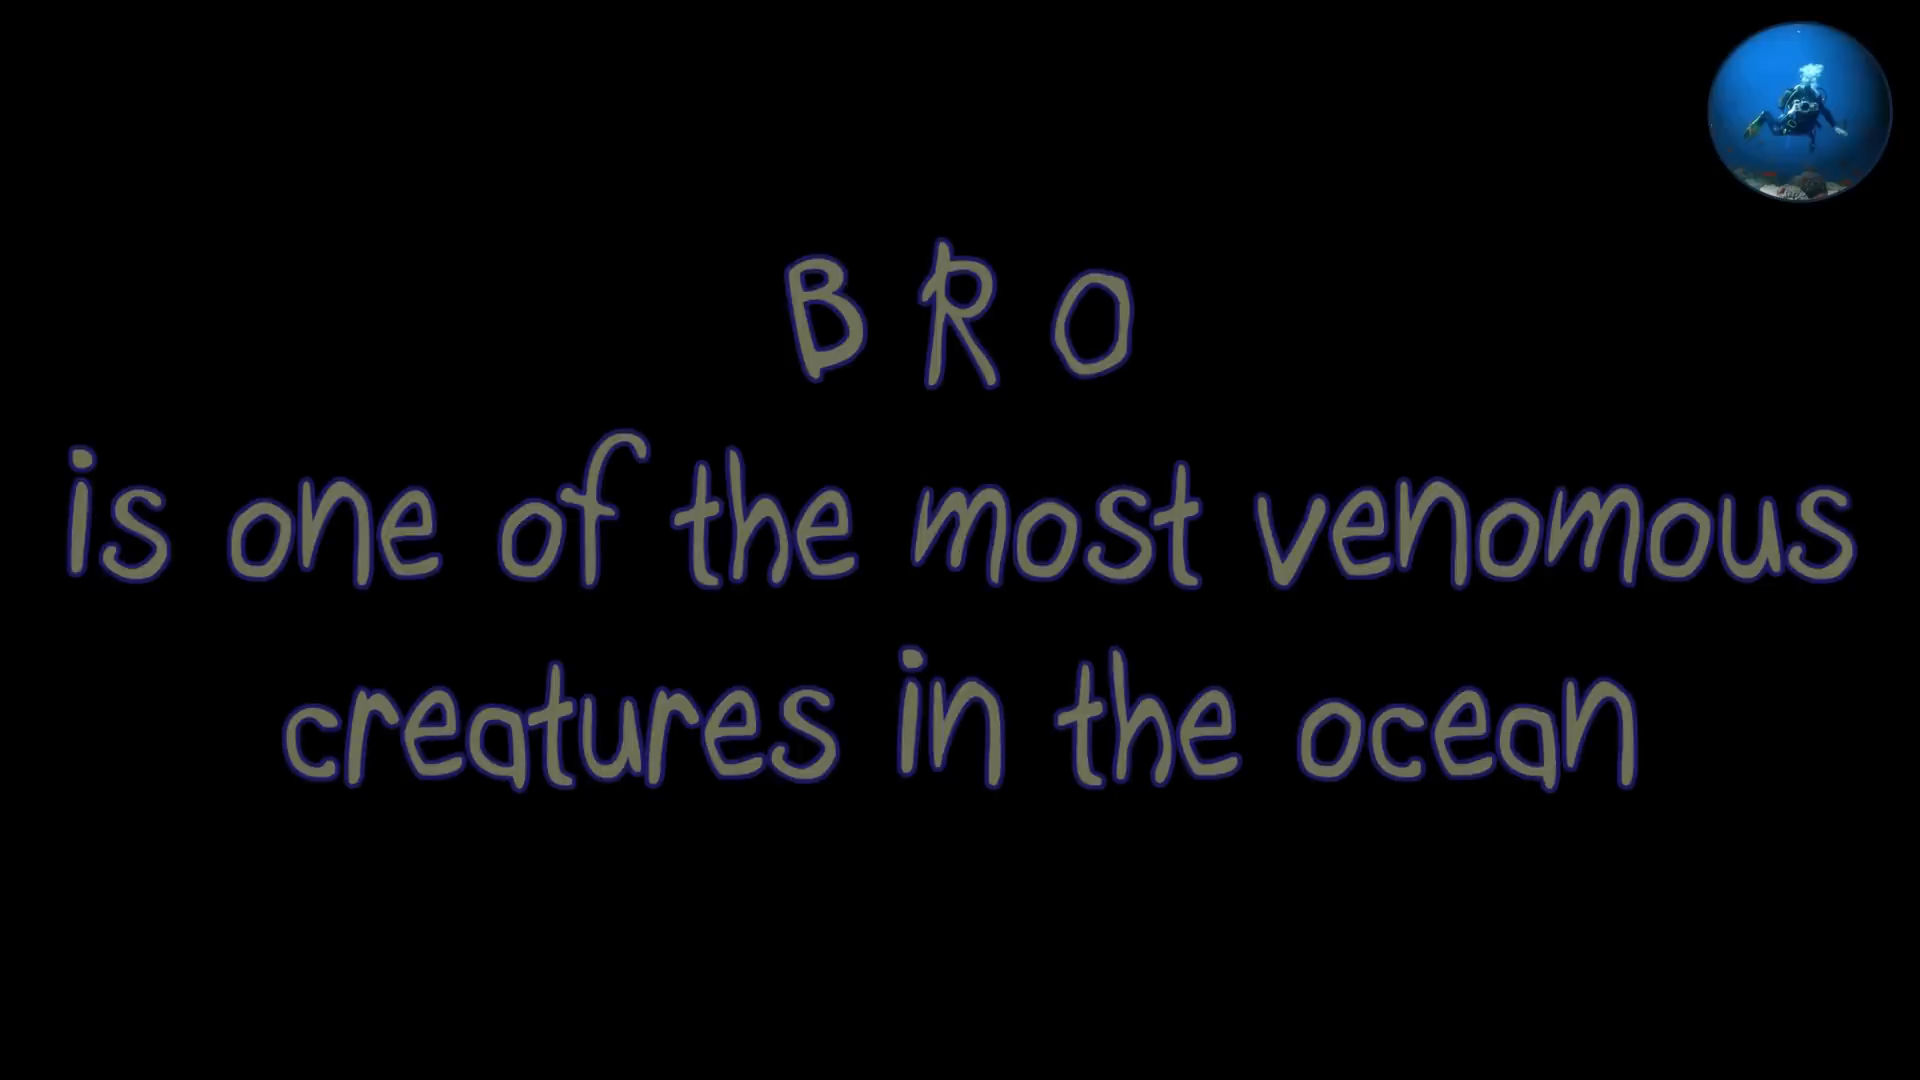 B R O
is one of the most venomous
creatures in the ocean